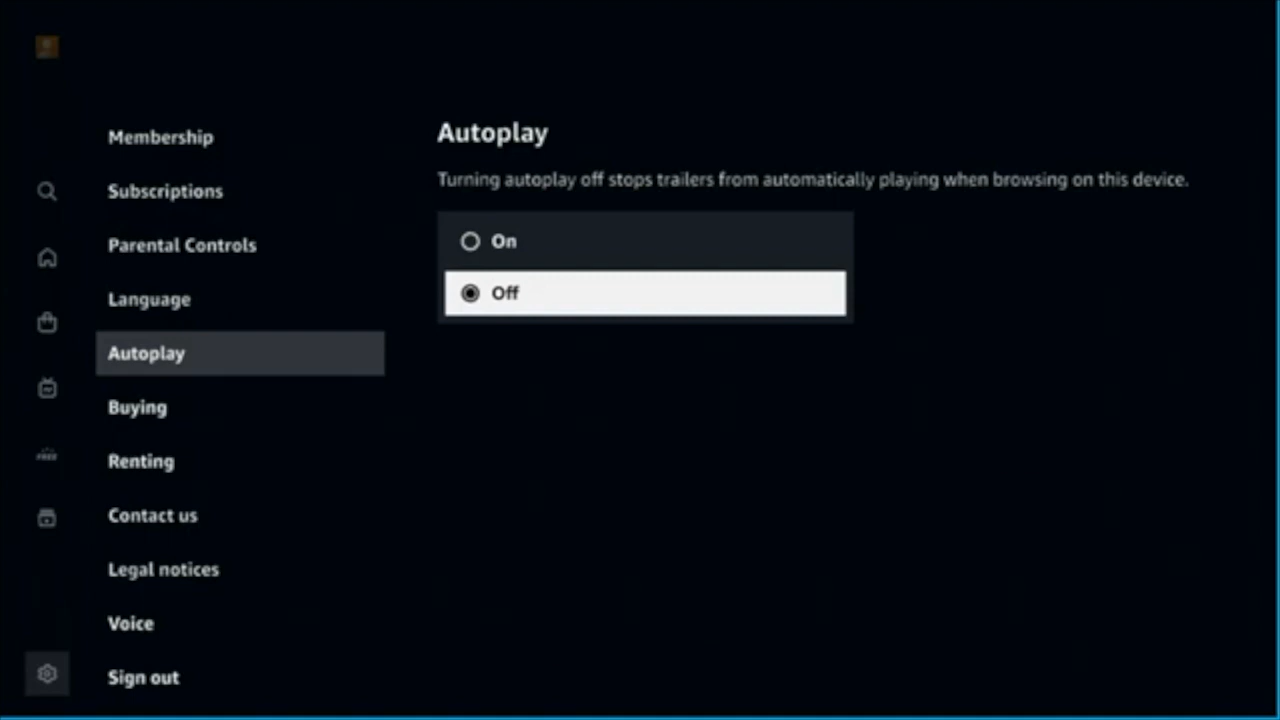 Membership
Subscriptions
Parental Controls
Language
Autoplay
Buying
Renting
Contact us
Legal notices
Voice
Sign out
Autoplay
Turning autoplay off stops trailers from automatically playing when browsing on this device.
On
Off
FREE